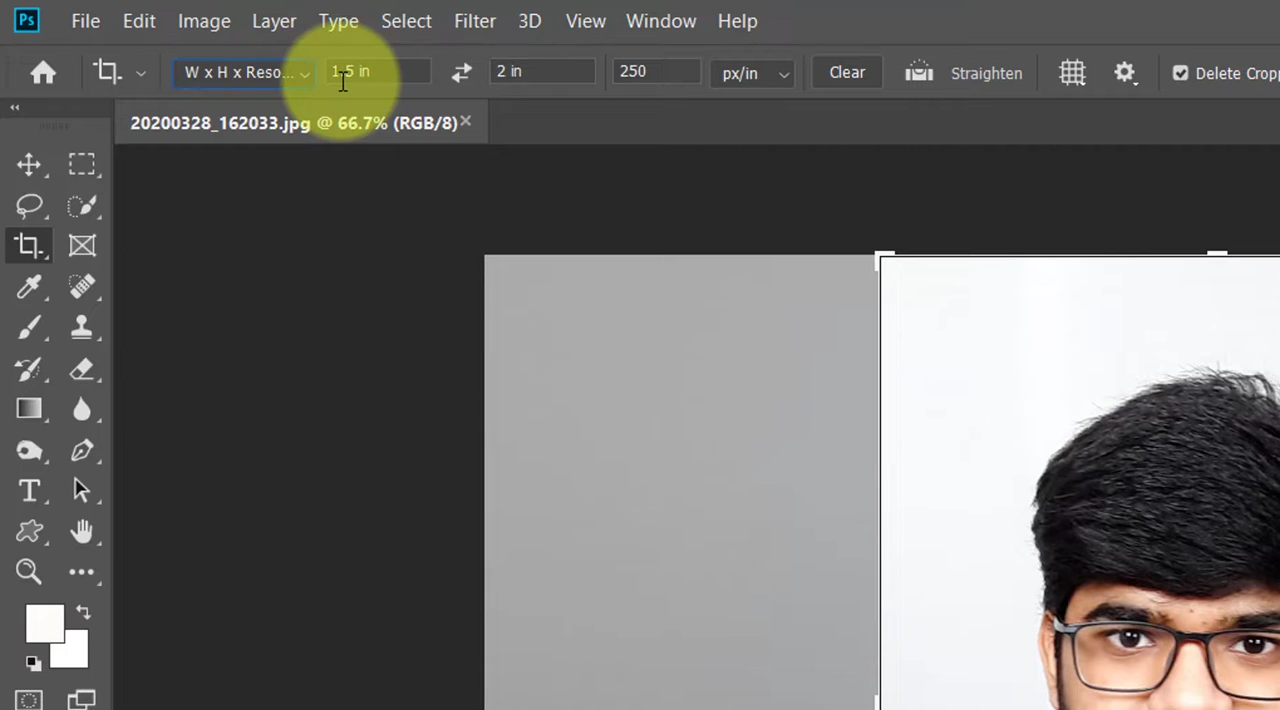 Ps File Edit Image Layer Type Select Filter 3D View Window Help
W x H x Reso... 1.5 in 2 in 250 px/in Clear Straighten Delete Cropp
20200328_162033.jpg @ 66.7% (RGB/8)
T